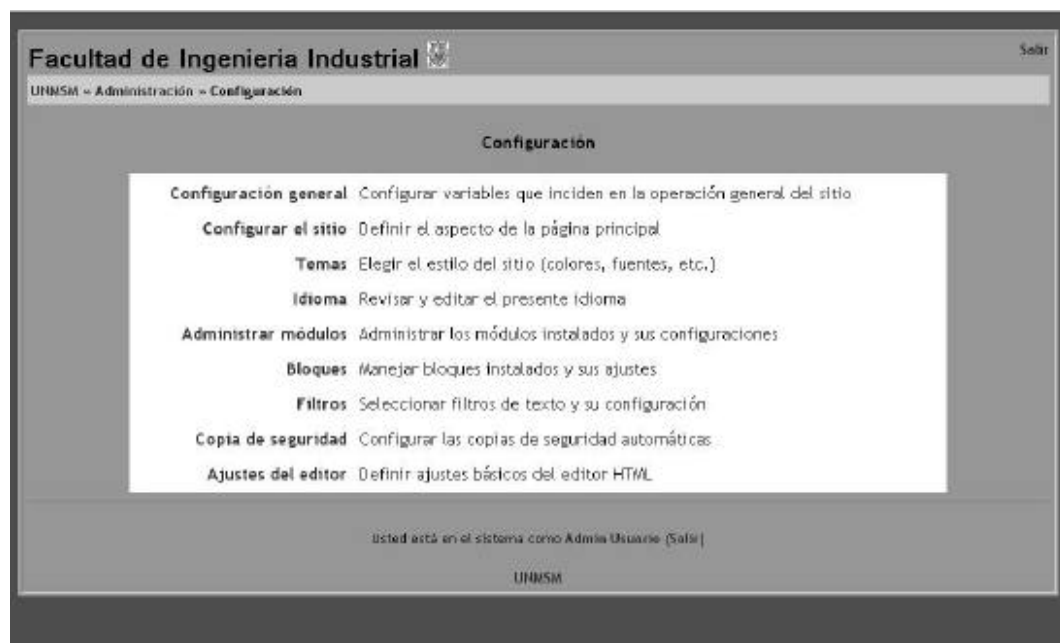 Facultad de Ingenieria Industrial
Salir
UNMSM » Administración » Configuración
Configuración
Configuración general Configurar variables que inciden en la operación general del sitio
Configurar el sitio Definir el aspecto de la página principal
Temas Elegir el estilo del sitio (colores, fuentes, etc.)
Idioma Revisar y editar el presente idioma
Administrar módulos Administrar los módulos instalados y sus configuraciones
Bloques Manejar bloques instalados y sus ajustes
Filtros Seleccionar filtros de texto y su configuración
Copia de seguridad Configurar las copias de seguridad automáticas
Ajustes del editor Definir ajustes básicos del editor HTML
Usted está en el sistema como Admin Usuario (Salir)
UNMSM